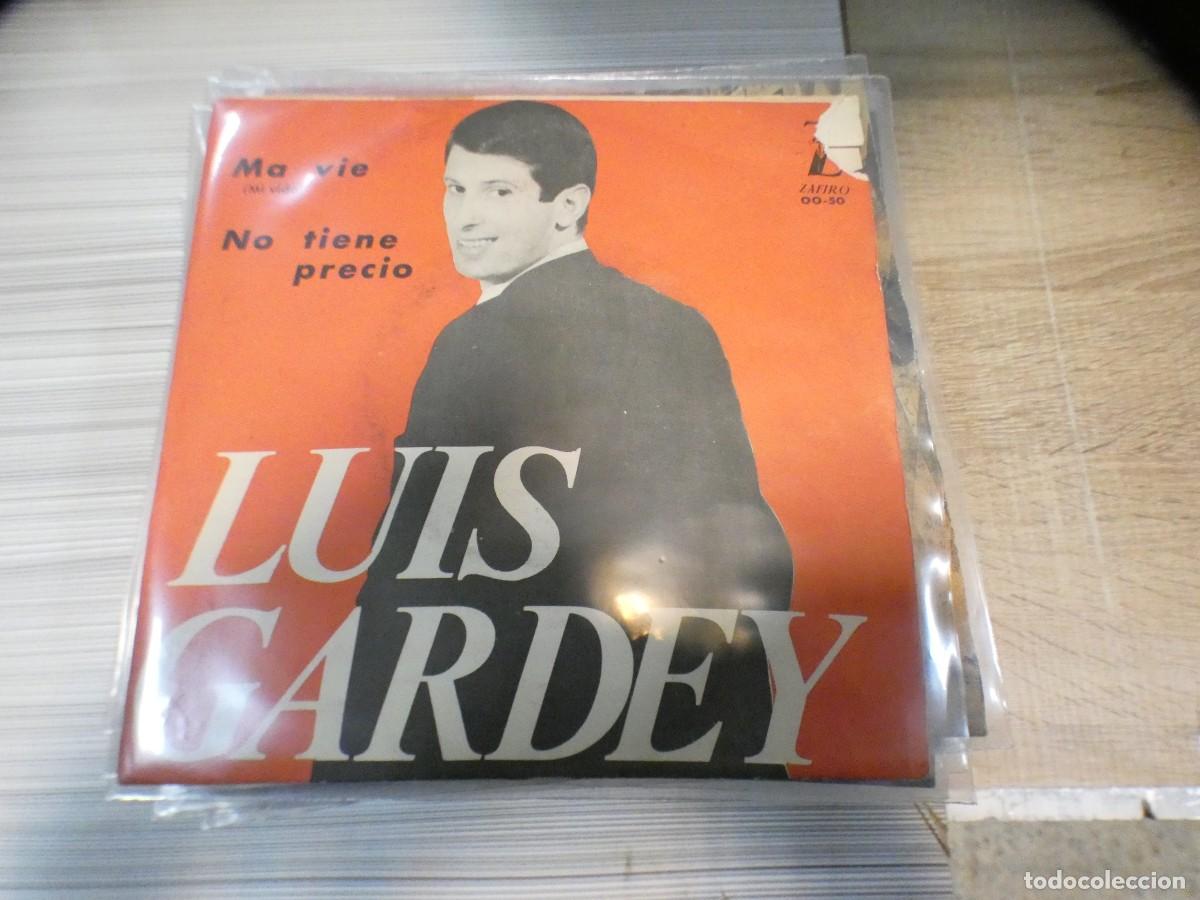 Ma vie
(Mi vida
No tiene
precio
ZAFIRO
OO-50
LUIS
GARDEY
todocoleccion